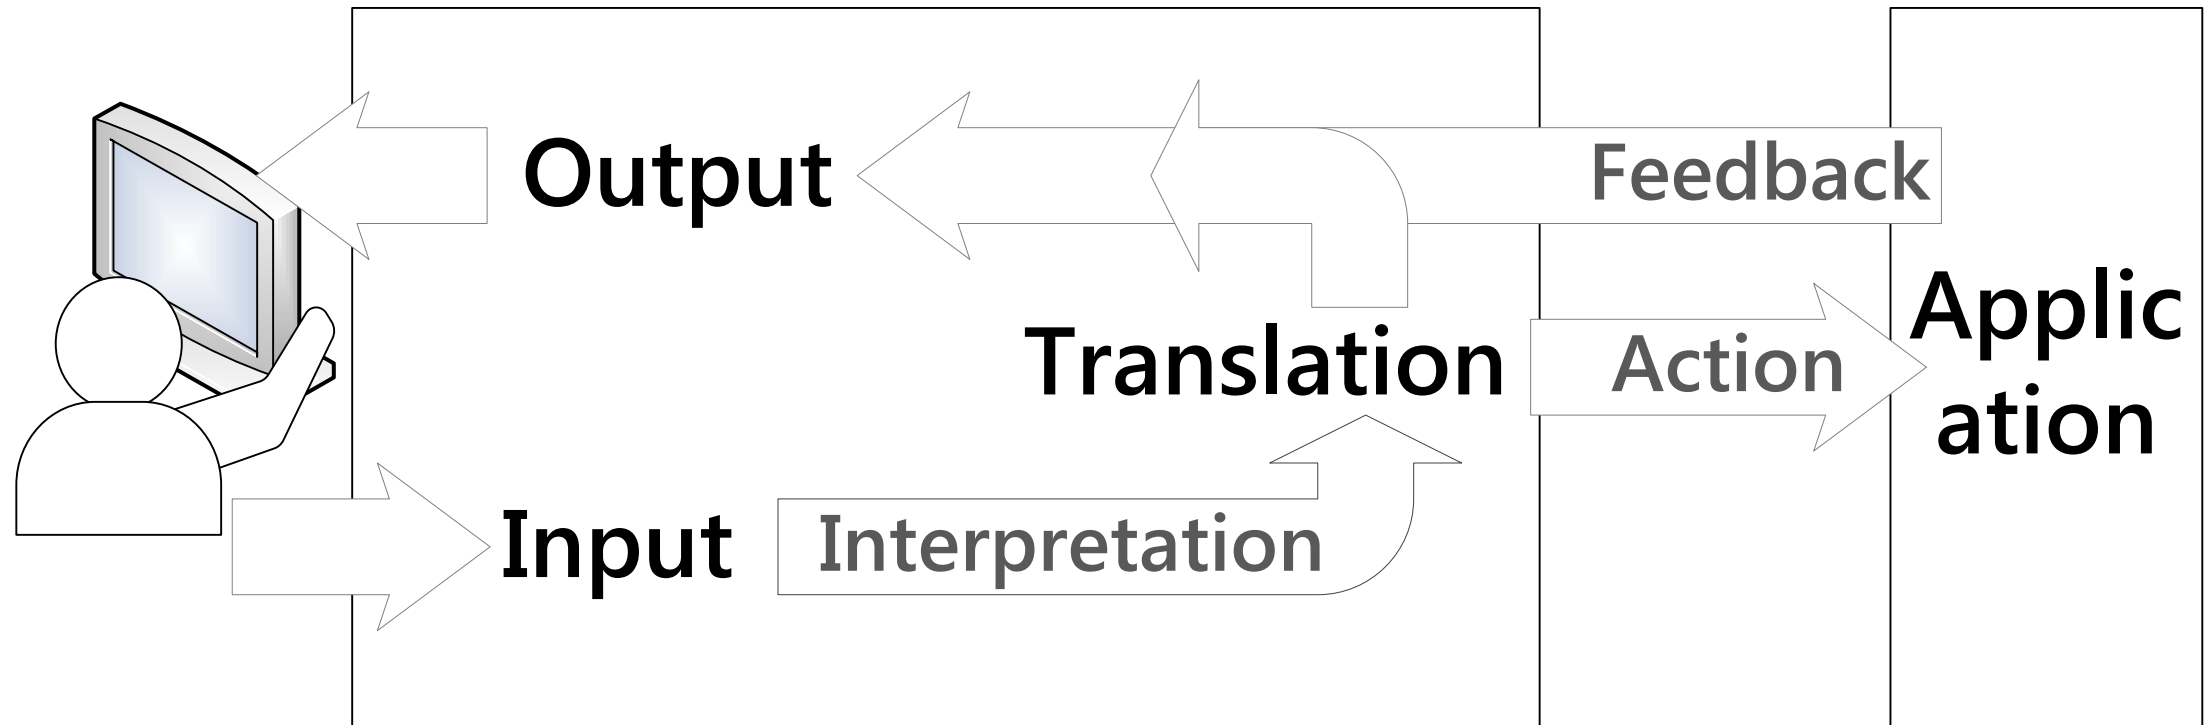 Output
Feedback
Translation
Action
Applic
ation
Input
Interpretation